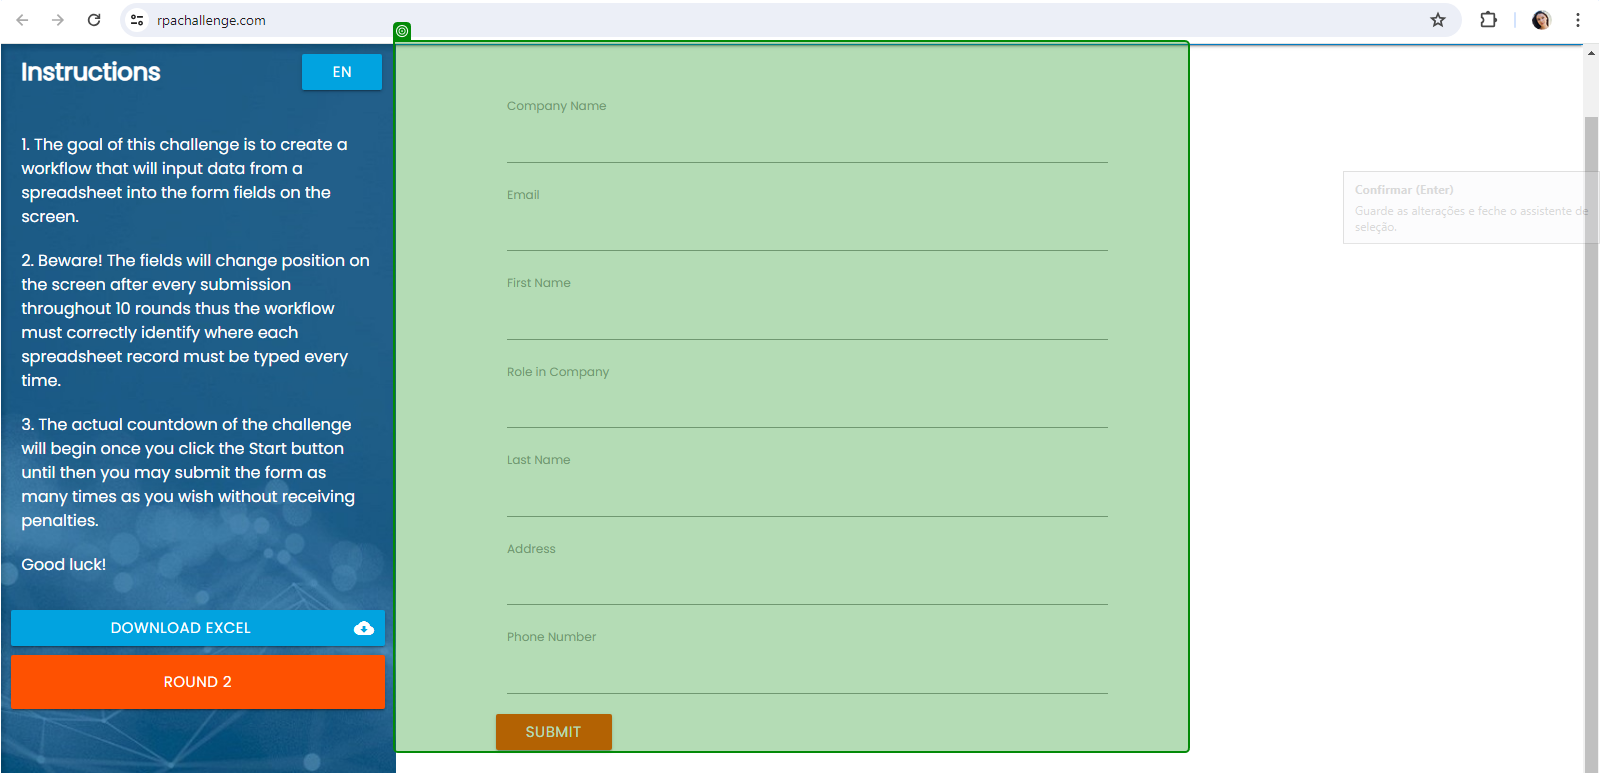 rpachallenge.com
Instructions
EN
1. The goal of this challenge is to create a
workflow that will input data from a
spreadsheet into the form fields on the
screen.
2. Beware! The fields will change position on
the screen after every submission
throughout 10 rounds thus the workflow
must correctly identify where each
spreadsheet record must be typed every
time.
3. The actual countdown of the challenge
will begin once you click the Start button
until then you may submit the form as
many times as you wish without receiving
penalties.
Good luck!
DOWNLOAD EXCEL
ROUND 2
Company Name
Email
First Name
Role in Company
Last Name
Address
Phone Number
SUBMIT
Confirmar (Enter)
Guarde as alterações e feche o assistente de
seleção.